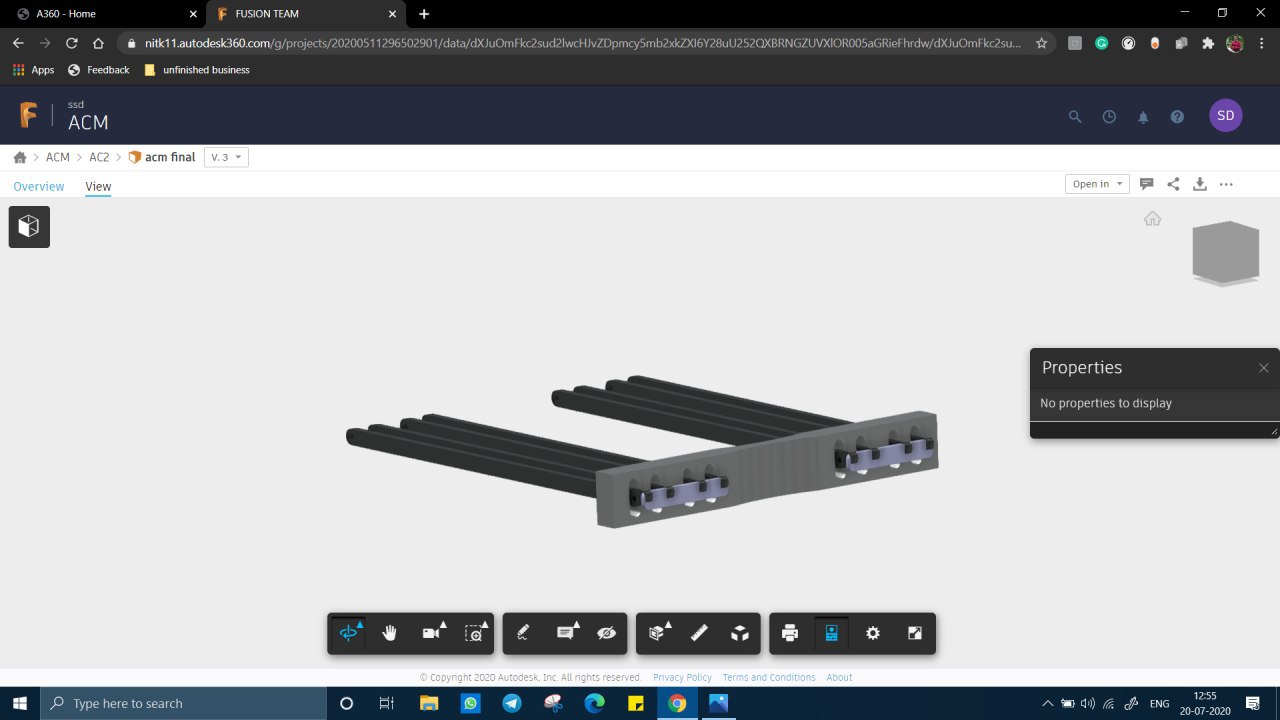 A360 - Home
FUSION TEAM
nitk11.autodesk360.com/g/projects/20200511296502901/data/dXJuOmFkc2sud2lwcHJvZDpmcy5mb2xkZXI6Y28uU252QXBRNGZUVXlOR005aGRieFhrdw/dXJuOmFkc2su...
Apps
Feedback
unfinished business
ssd
ACM
SD
ACM
AC2
acm final
V. 3
Overview
View
Open in
Properties
No properties to display
© Copyright 2020 Autodesk, Inc. All rights reserved. Privacy Policy Terms and Conditions About
Type here to search
ENG
12:55
20-07-2020